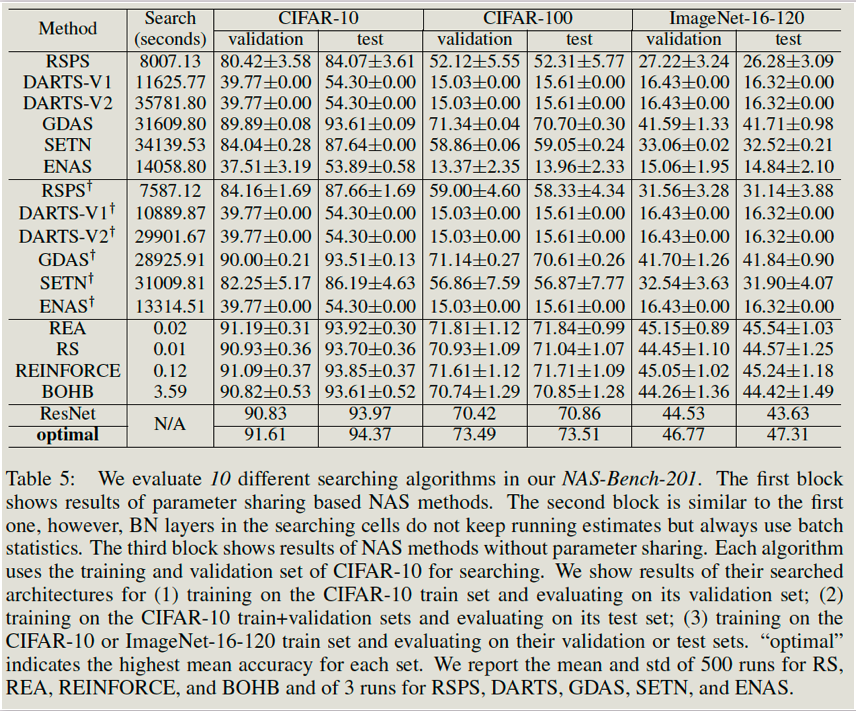 Method Search (seconds) CIFAR-10 CIFAR-100 ImageNet-16-120
validation test validation test validation test
RSPS 8007.13 80.42±3.58 84.07±3.61 52.12±5.55 52.31±5.77 27.22±3.24 26.28±3.09
DARTS-V1 11625.77 39.77±0.00 54.30±0.00 15.03±0.00 15.61±0.00 16.43±0.00 16.32±0.00
DARTS-V2 35781.80 39.77±0.00 54.30±0.00 15.03±0.00 15.61±0.00 16.43±0.00 16.32±0.00
GDAS 31609.80 89.89±0.08 93.61±0.09 71.34±0.04 70.70±0.30 41.59±1.33 41.71±0.98
SETN 34139.53 84.04±0.28 87.64±0.00 58.86±0.06 59.05±0.24 33.06±0.02 32.52±0.21
ENAS 14058.80 37.51±3.19 53.89±0.58 13.37±2.35 13.96±2.33 15.06±1.95 14.84±2.10
RSPS† 7587.12 84.16±1.69 87.66±1.69 59.00±4.60 58.33±4.34 31.56±3.28 31.14±3.88
DARTS-V1† 10889.87 39.77±0.00 54.30±0.00 15.03±0.00 15.61±0.00 16.43±0.00 16.32±0.00
DARTS-V2† 29901.67 39.77±0.00 54.30±0.00 15.03±0.00 15.61±0.00 16.43±0.00 16.32±0.00
GDAS† 28925.91 90.00±0.21 93.51±0.13 71.14±0.27 70.61±0.26 41.70±1.26 41.84±0.90
SETN† 31009.81 82.25±5.17 86.19±4.63 56.86±7.59 56.87±7.77 32.54±3.63 31.90±4.07
ENAS† 13314.51 39.77±0.00 54.30±0.00 15.03±0.00 15.61±0.00 16.43±0.00 16.32±0.00
REA 0.02 91.19±0.31 93.92±0.30 71.81±1.12 71.84±0.99 45.15±0.89 45.54±1.03
RS 0.01 90.93±0.36 93.70±0.36 70.93±1.09 71.04±1.07 44.45±1.10 44.57±1.25
REINFORCE 0.12 91.09±0.37 93.85±0.37 71.61±1.12 71.71±1.09 45.05±1.02 45.24±1.18
BOHB 3.59 90.82±0.53 93.61±0.52 70.74±1.29 70.85±1.28 44.26±1.36 44.42±1.49
ResNet N/A 90.83 93.97 70.42 70.86 44.53 43.63
optimal 91.61 94.37 73.49 73.51 46.77 47.31
Table 5: We evaluate 10 different searching algorithms in our NAS-Bench-201. The first block
shows results of parameter sharing based NAS methods. The second block is similar to the first
one, however, BN layers in the searching cells do not keep running estimates but always use batch
statistics. The third block shows results of NAS methods without parameter sharing. Each algorithm
uses the training and validation set of CIFAR-10 for searching. We show results of their searched
architectures for (1) training on the CIFAR-10 train set and evaluating on its validation set; (2)
training on the CIFAR-10 train+validation sets and evaluating on its test set; (3) training on the
CIFAR-10 or ImageNet-16-120 train set and evaluating on their validation or test sets. “optimal”
indicates the highest mean accuracy for each set. We report the mean and std of 500 runs for RS,
REA, REINFORCE, and BOHB and of 3 runs for RSPS, DARTS, GDAS, SETN, and ENAS.